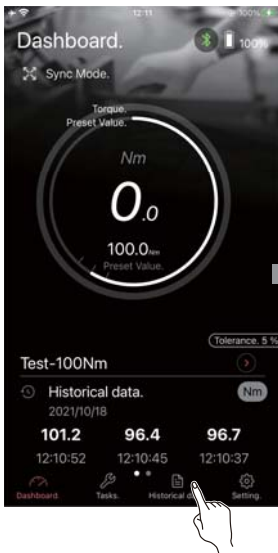 12:11 100%
Dashboard. 100%
Sync Mode.
Torque.
Preset Value.
Nm
0.0
100.0Nm
Preset Value.
Tolerance. 5 %
Test-100Nm
Historical data. Nm
2021/10/18
101.2 96.4 96.7
12:10:52 12:10:45 12:10:37
Dashboard. Tasks. Historical d Setting.